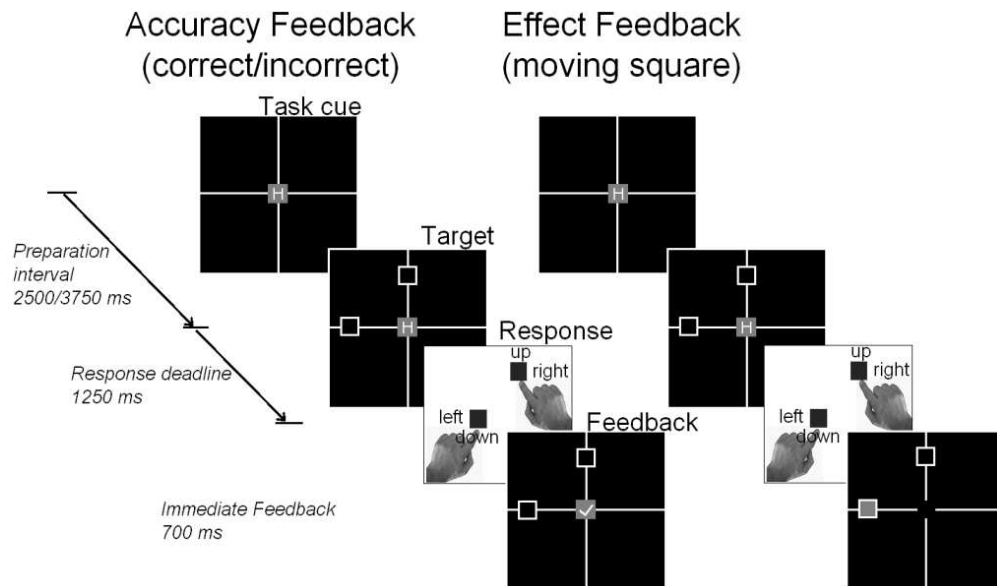 Accuracy Feedback
(correct/incorrect)
Effect Feedback
(moving square)
Task cue
H
H
Preparation
interval
2500/3750 ms
Target
H
H
Response
Response deadline
1250 ms
up
right
left
down
up
right
left
down
Feedback
Immediate Feedback
700 ms